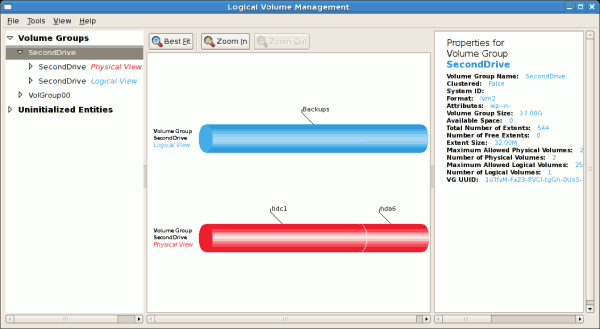 Logical Volume Management
File Tools View Help
Volume Groups
SecondDrive
SecondDrive Physical View
SecondDrive Logical View
VolGroup00
Uninitialized Entities
Best Fit Zoom In Zoom Out
Backups
Volume Group
SecondDrive
Logical View
hdc1 hda6
Volume Group
SecondDrive
Physical View
Properties for
Volume Group
SecondDrive
Volume Group Name: SecondDrive
Clustered: False
System ID:
Format: lvm2
Attributes: wz--n-
Volume Group Size: 17.00G
Available Space: 0
Total Number of Extents: 544
Number of Free Extents: 0
Extent Size: 32.00M
Maximum Allowed Physical Volumes: 2
Number of Physical Volumes: 2
Maximum Allowed Logical Volumes: 25
Number of Logical Volumes: 1
VG UUID: